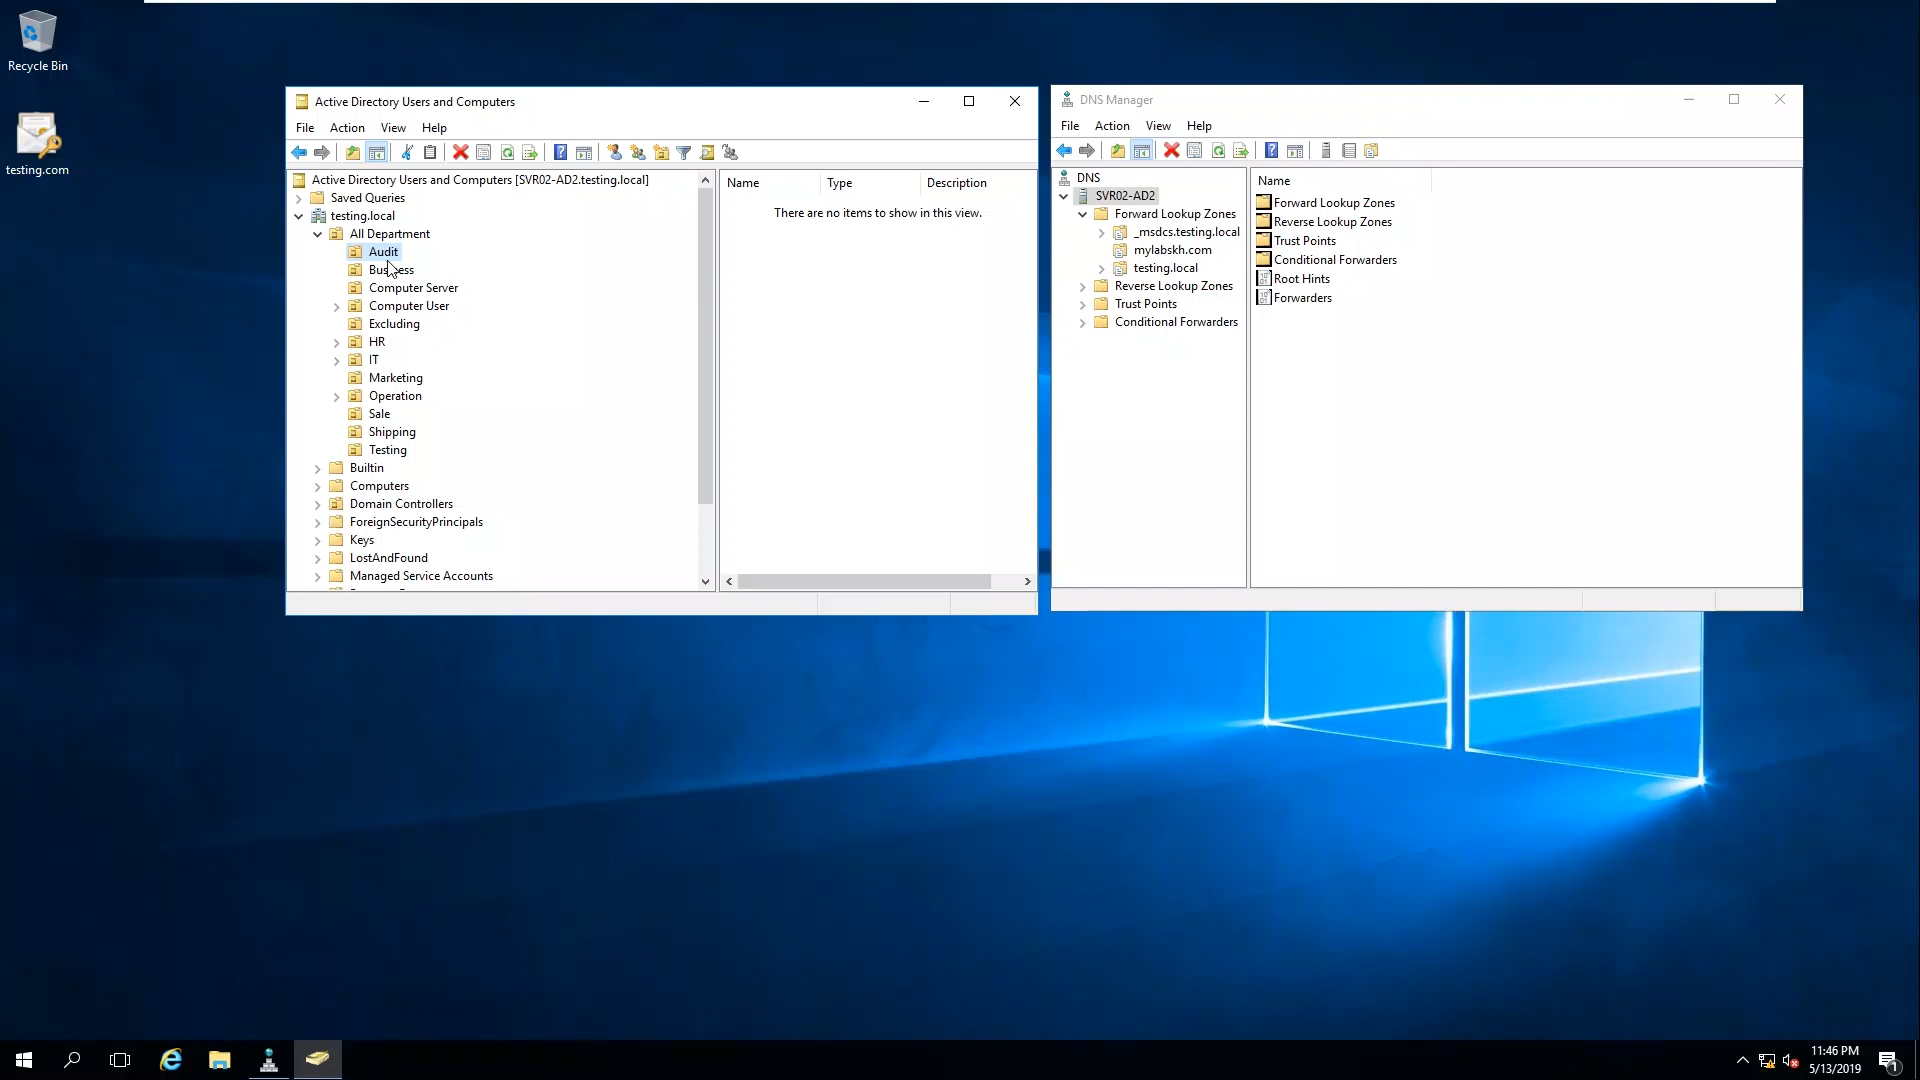 Recycle Bin
testing.com
Active Directory Users and Computers
File Action View Help
Active Directory Users and Computers [SVR02-AD2.testing.local]
Saved Queries
testing.local
All Department
Audit
Business
Computer Server
Computer User
Excluding
HR
IT
Marketing
Operation
Sale
Shipping
Testing
Builtin
Computers
Domain Controllers
ForeignSecurityPrincipals
Keys
LostAndFound
Managed Service Accounts
Name Type Description
There are no items to show in this view.
DNS Manager
File Action View Help
DNS
SVR02-AD2
Forward Lookup Zones
_msdcs.testing.local
mylabskh.com
testing.local
Reverse Lookup Zones
Trust Points
Conditional Forwarders
Name
Forward Lookup Zones
Reverse Lookup Zones
Trust Points
Conditional Forwarders
Root Hints
Forwarders
11:46 PM
5/13/2019
1